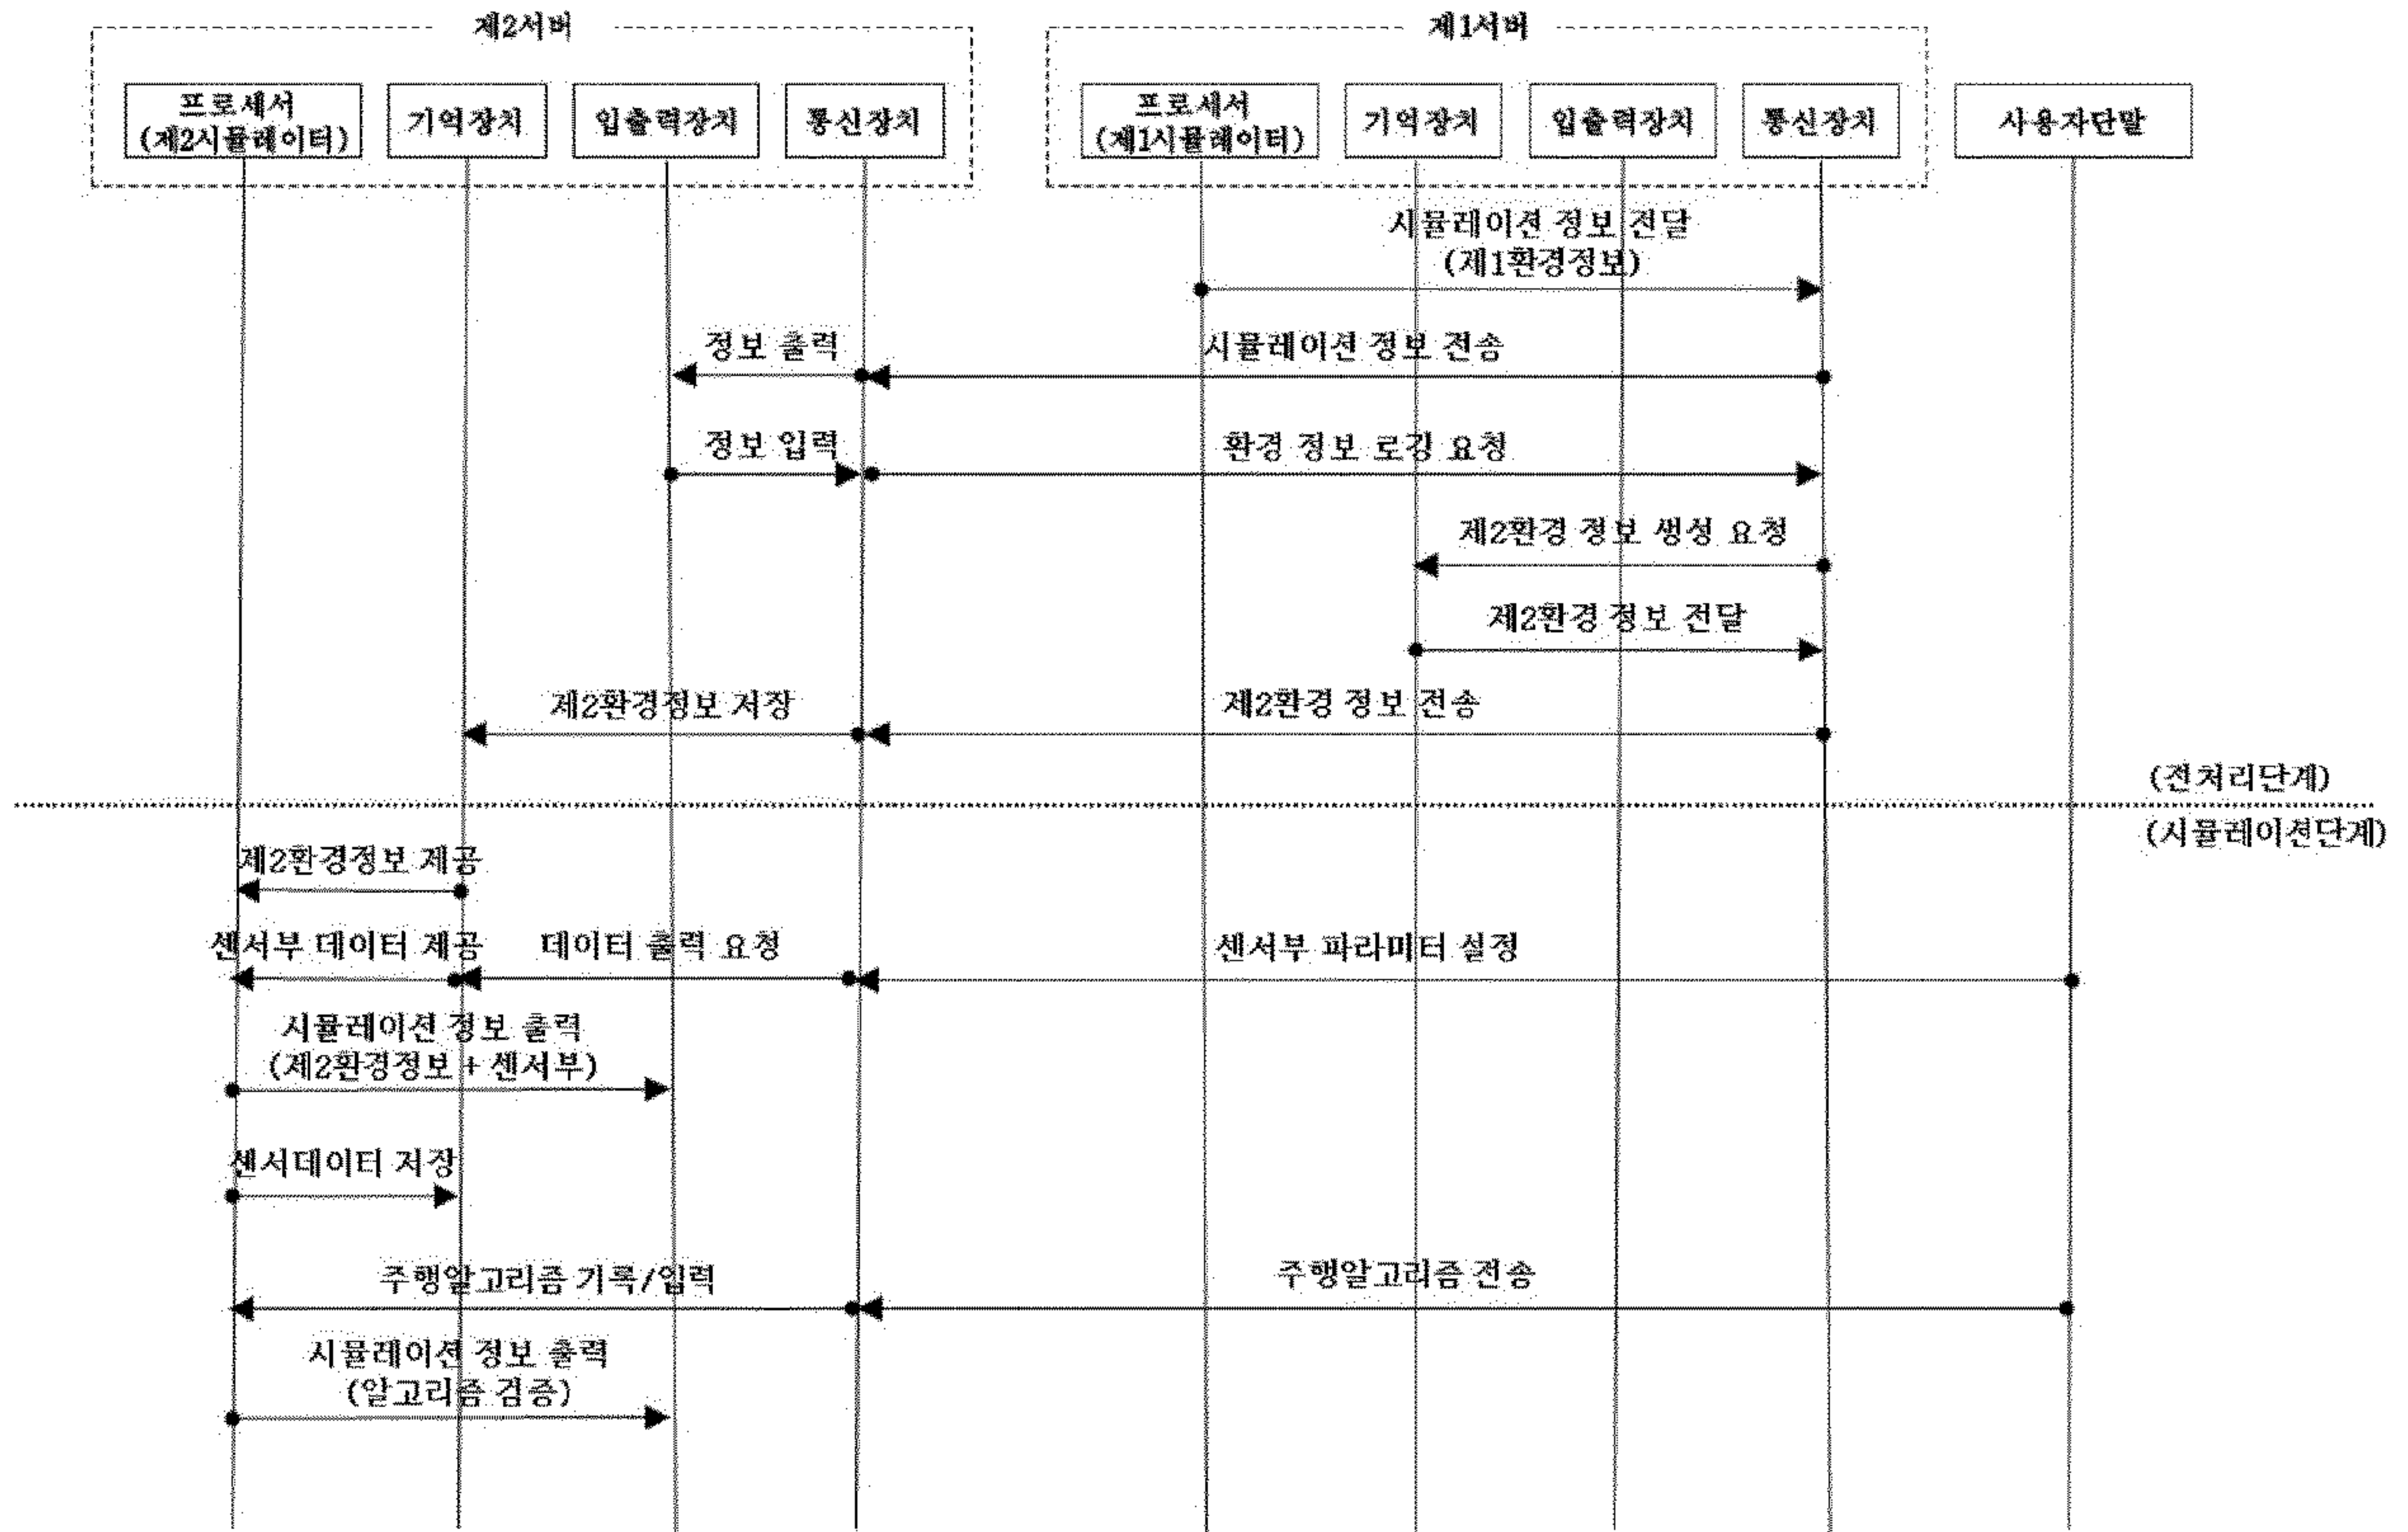 제2서버
제1서버
프로세서
(제2시뮬레이터)
기억장치
입출력장치
통신장치
프로세서
(제1시뮬레이터)
기억장치
입출력장치
통신장치
사용자단말
시뮬레이션 정보 전달
(제1환경정보)
정보 출력
시뮬레이션 정보 전송
정보 입력
환경 정보 로깅 요청
제2환경 정보 생성 요청
제2환경 정보 전달
제2환경정보 저장
제2환경 정보 전송
(전처리단계)
(시뮬레이션단계)
제2환경정보 제공
센서부 데이터 제공
데이터 출력 요청
센서부 파라미터 설정
시뮬레이션 정보 출력
(제2환경정보 + 센서부)
센서데이터 저장
주행알고리즘 기록/입력
주행알고리즘 전송
시뮬레이션 정보 출력
(알고리즘 검증)